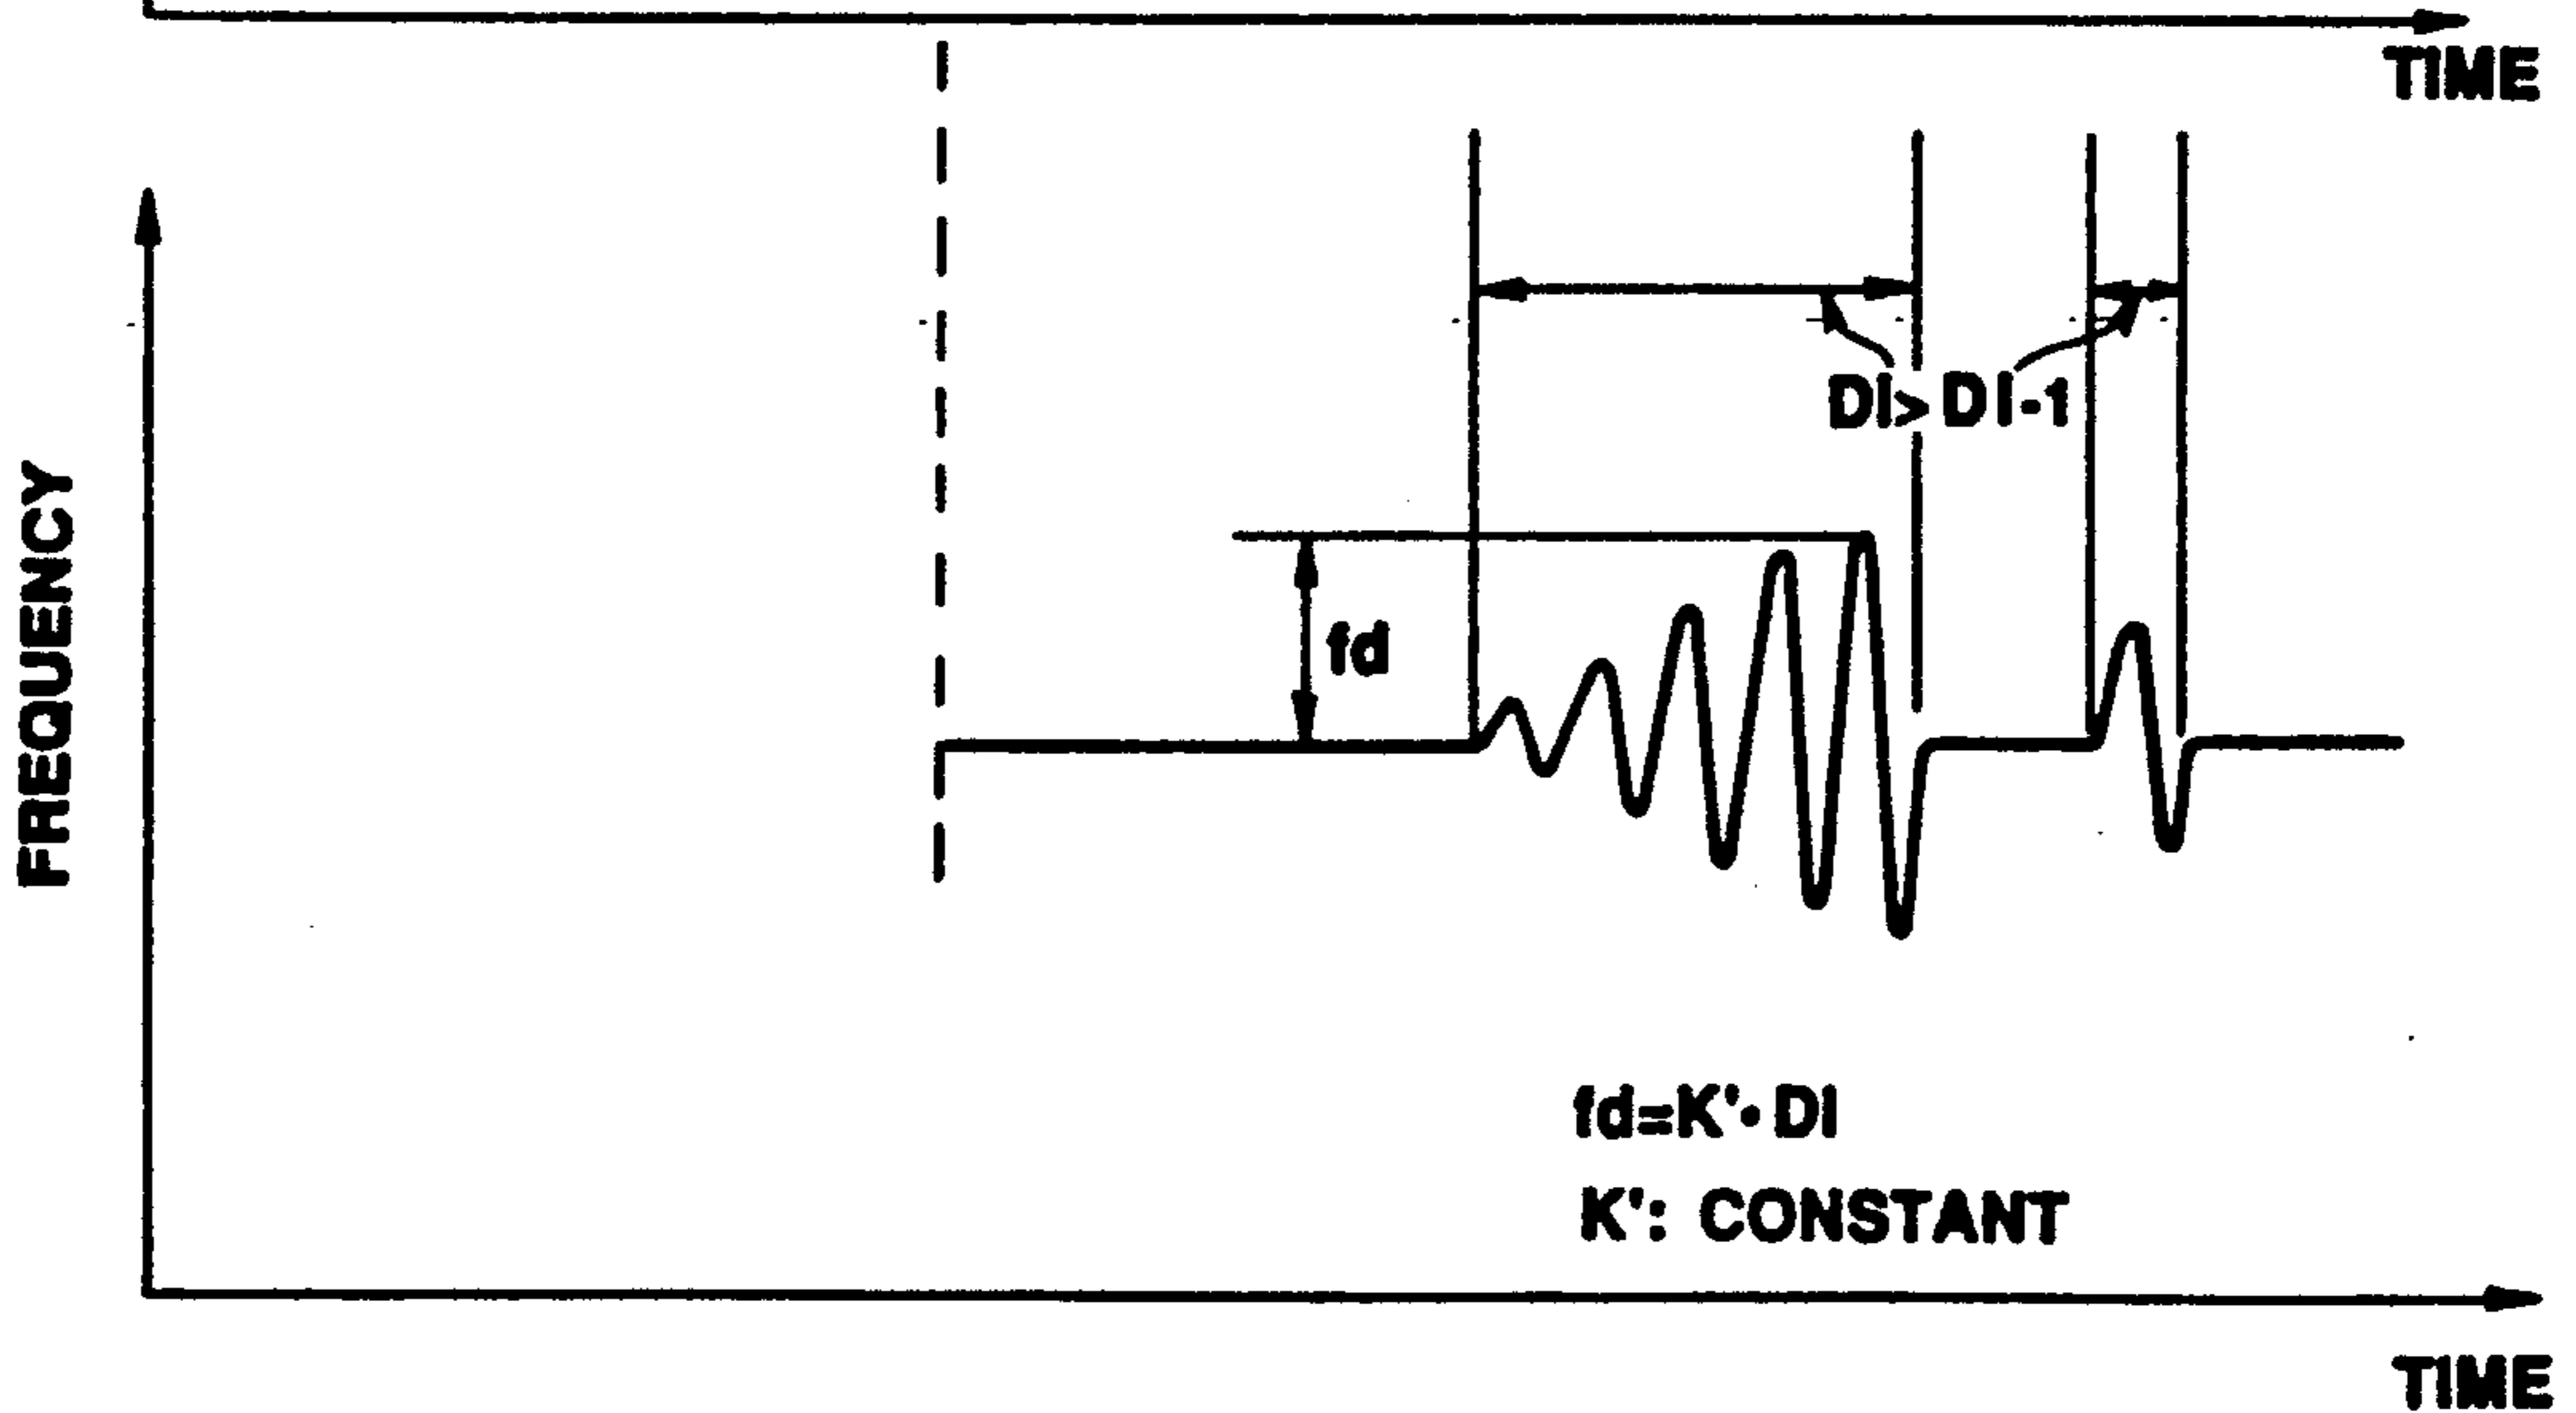 TIME
Di> DI-1
FREQUENCY
fd
fd=K'• DI
K': CONSTANT
TIME